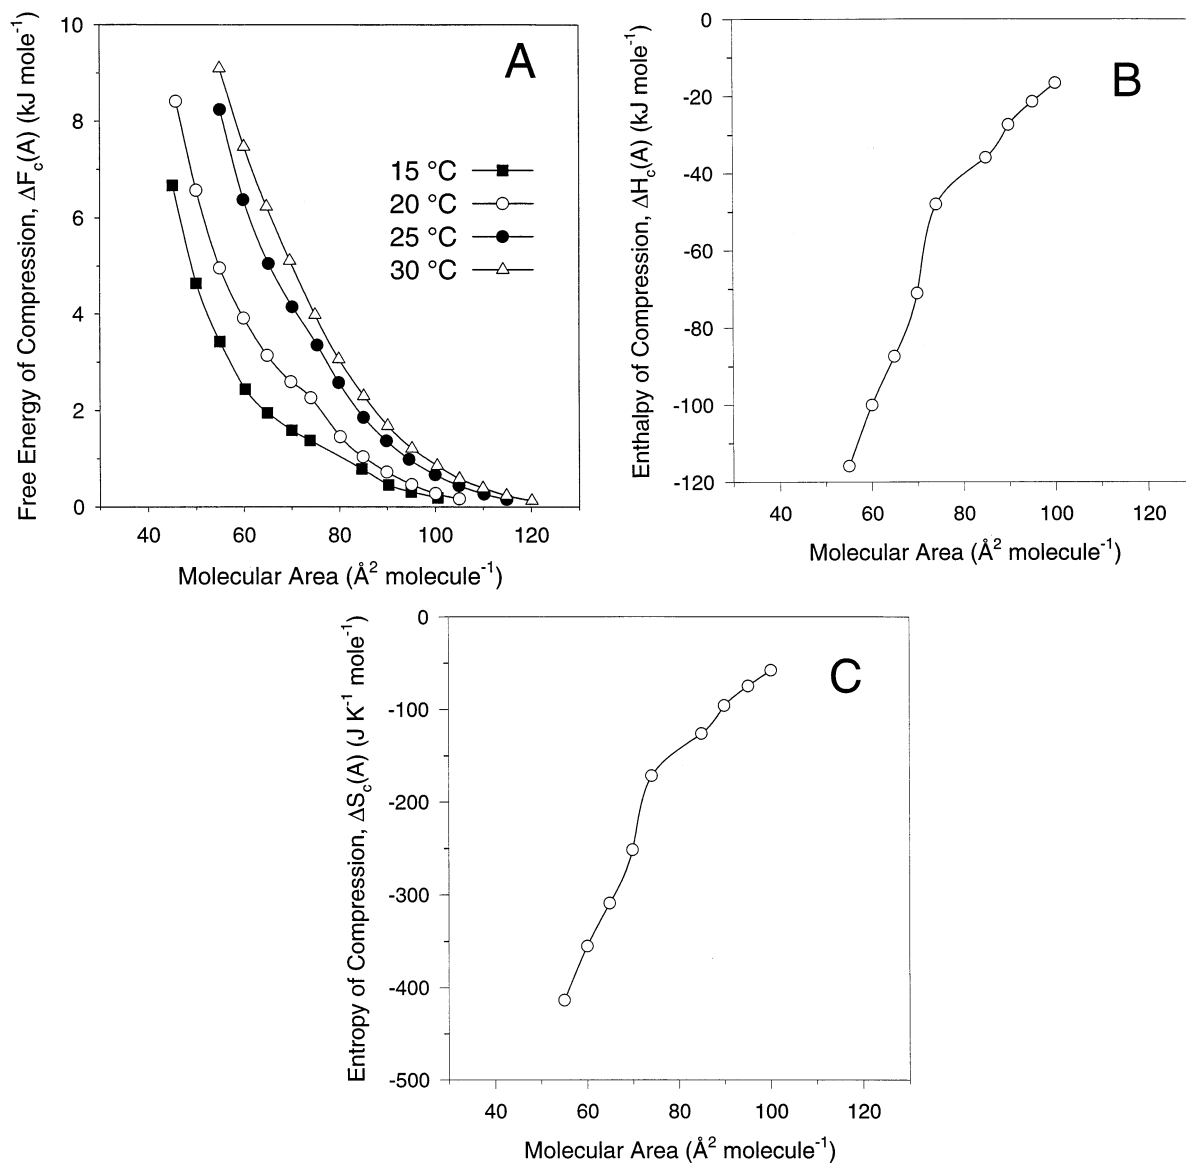 A
Free Energy of Compression, ΔF_c(A) (kJ mole⁻¹)
10
8
6
4
2
0
15 °C
20 °C
25 °C
30 °C
40 60 80 100 120
Molecular Area (Å² molecule⁻¹)
B
Enthalpy of Compression, ΔH_c(A) (kJ mole⁻¹)
0
-20
-40
-60
-80
-100
-120
40 60 80 100 120
Molecular Area (Å² molecule⁻¹)
C
Entropy of Compression, ΔS_c(A) (J K⁻¹ mole⁻¹)
0
-100
-200
-300
-400
-500
40 60 80 100 120
Molecular Area (Å² molecule⁻¹)